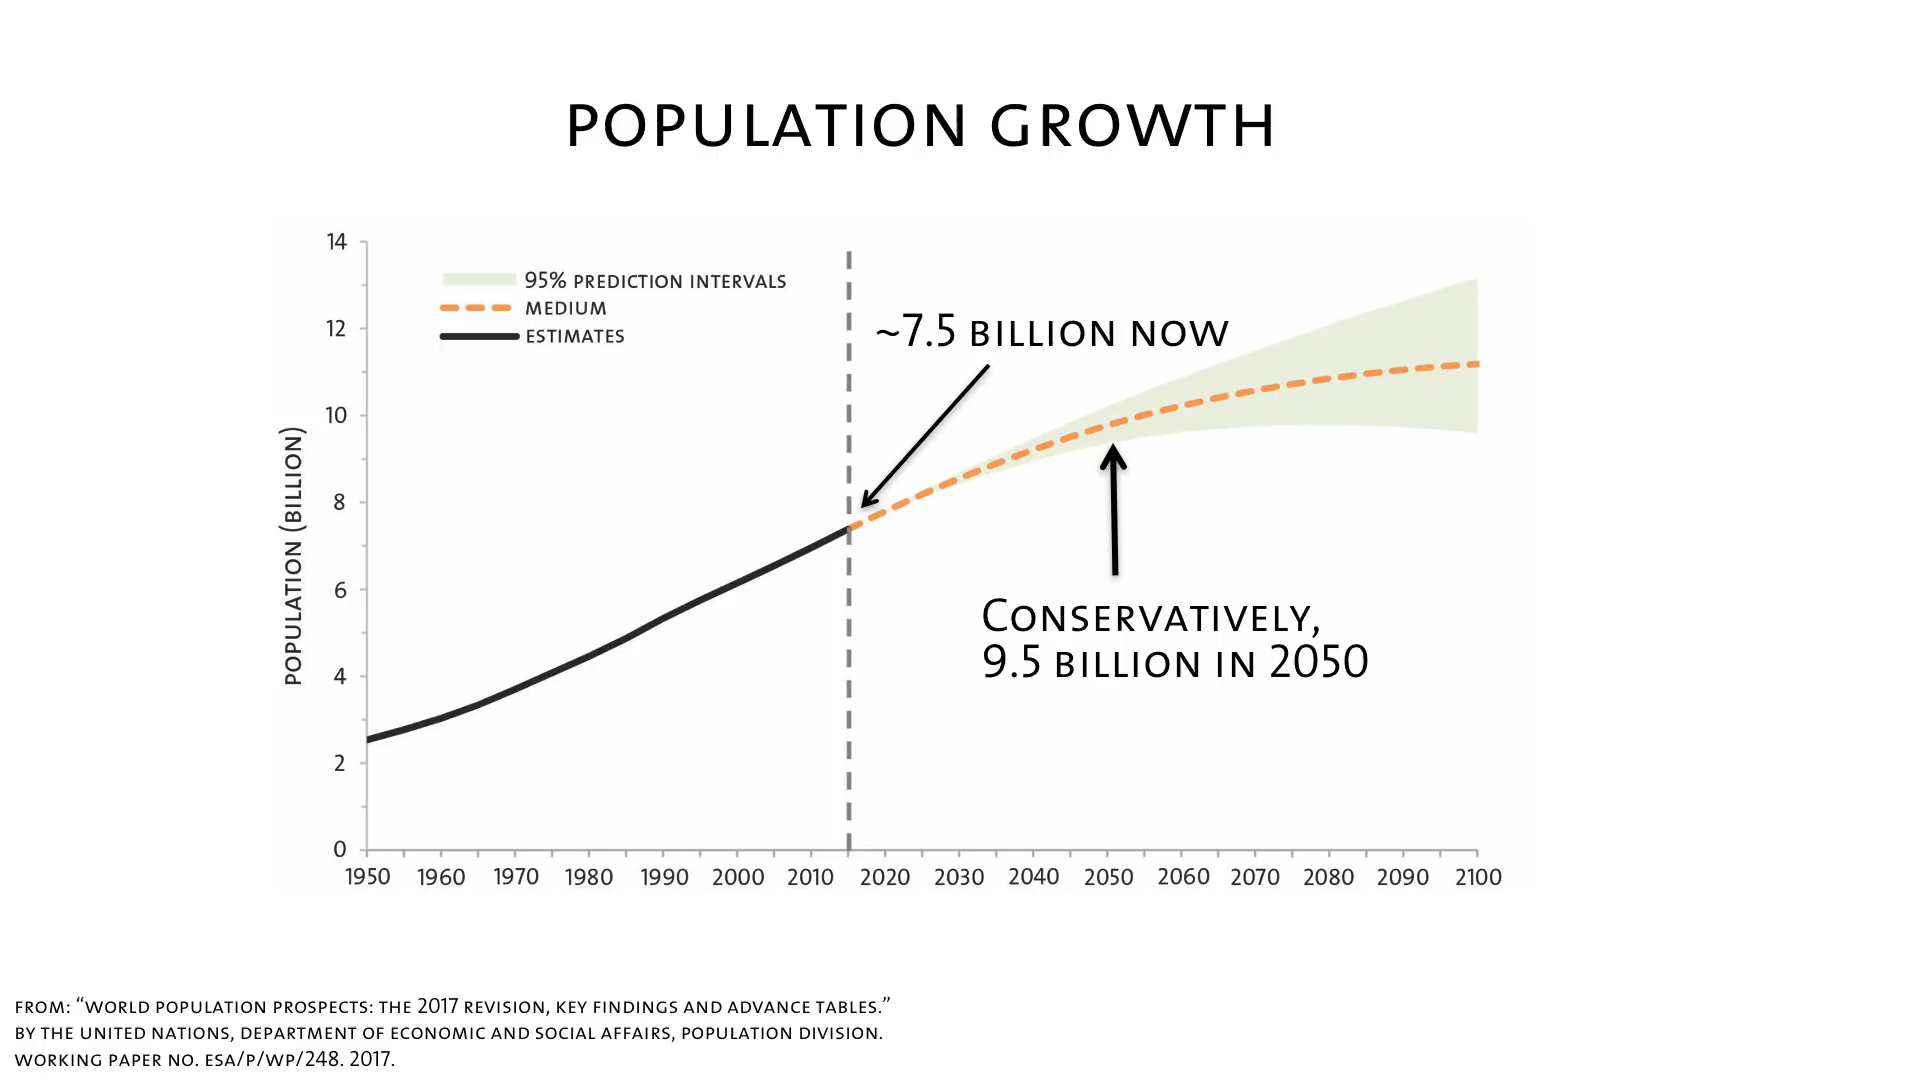 POPULATION GROWTH
14
12
10
8
6
4
2
0
POPULATION (BILLION)
95% PREDICTION INTERVALS
MEDIUM
ESTIMATES
~7.5 BILLION NOW
CONSERVATIVELY,
9.5 BILLION IN 2050
1950 1960 1970 1980 1990 2000 2010 2020 2030 2040 2050 2060 2070 2080 2090 2100
FROM: “WORLD POPULATION PROSPECTS: THE 2017 REVISION, KEY FINDINGS AND ADVANCE TABLES.”
BY THE UNITED NATIONS, DEPARTMENT OF ECONOMIC AND SOCIAL AFFAIRS, POPULATION DIVISION.
WORKING PAPER NO. ESA/P/WP/248. 2017.